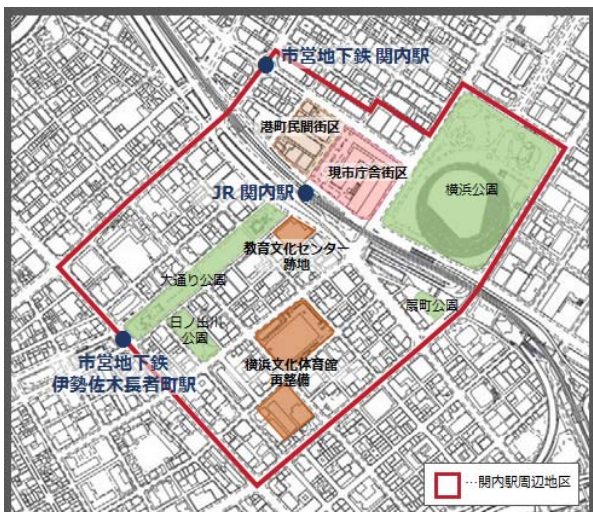 市営地下鉄 関内駅
港町民間街区
現市庁舎街区
横浜公園
JR 関内駅
教育文化センター
跡地
大通り公園
扇町公園
日ノ出川
公園
市営地下鉄
伊勢佐木長者町駅
横浜文化体育館
再整備
…関内駅周辺地区